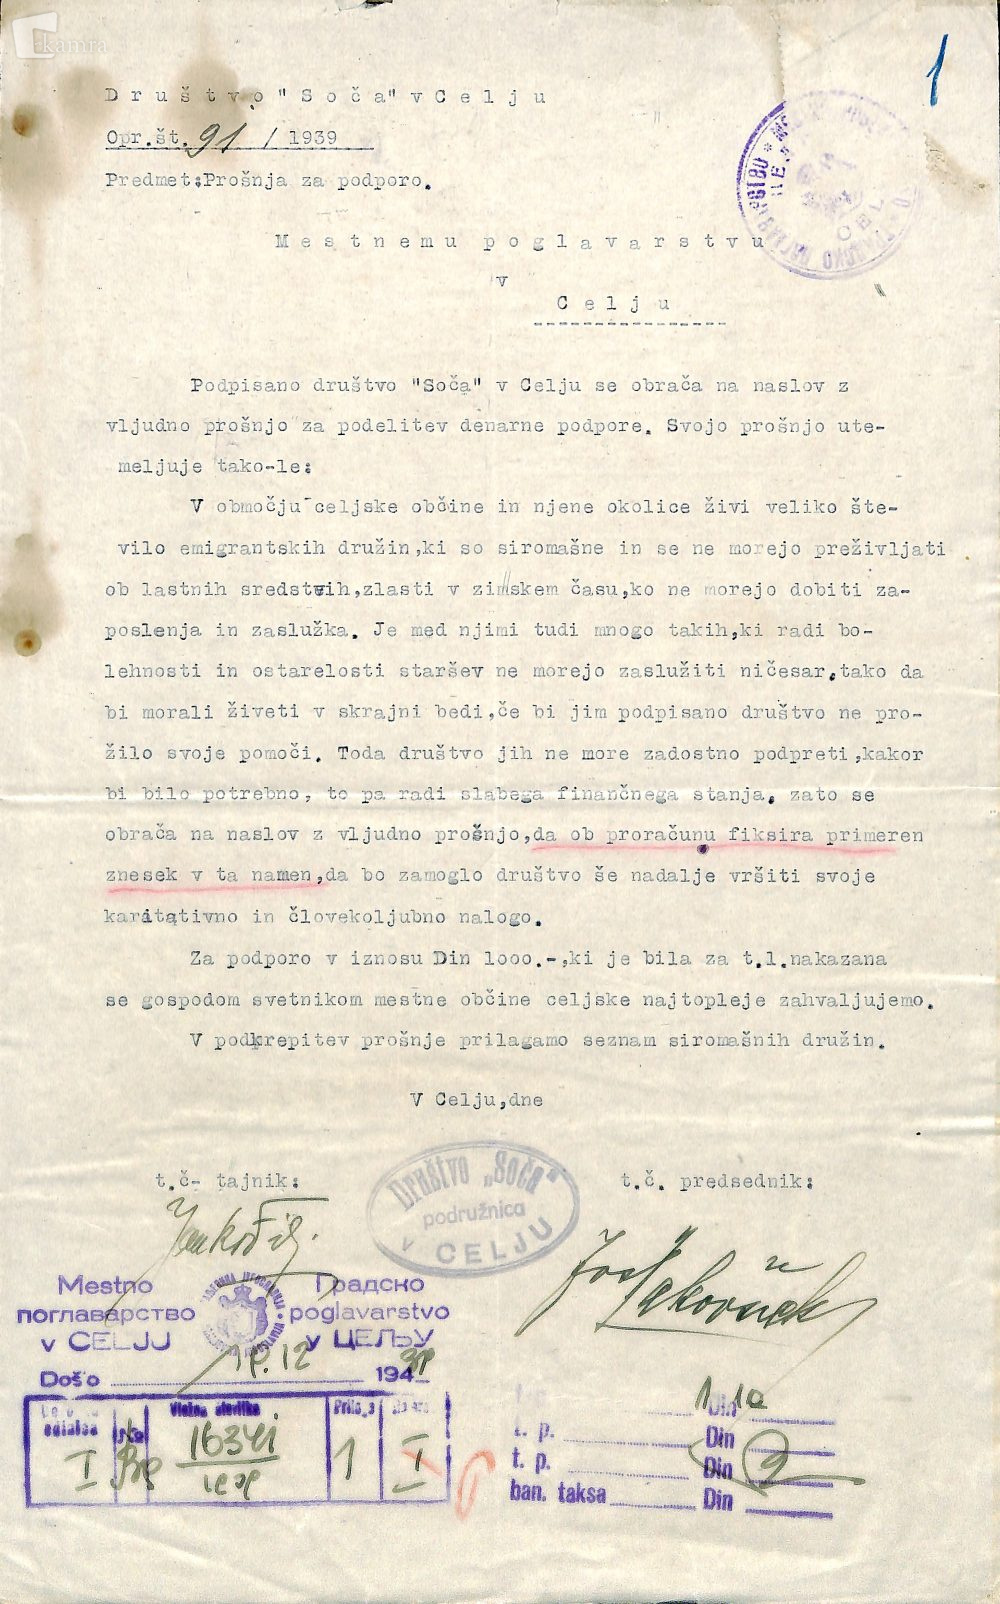 kamra
1
Društvo "Soča" v Celju
Opr.št. 91 / 1939
Predmet:Prošnja za podporo.
Mestnemu poglavarstvu
v
Celju
Podpisano društvo "Soča" v Celju se obrača na naslov z
vljudno prošnjo za podelitev denarne podpore. Svojo prošnjo ute-
meljuje tako-le:
V območju celjske občine in njene okolice živi veliko šte-
vilo emigrantskih družin,ki so siromašne in se ne morejo preživljati
ob lastnih sredstvih,zlasti v zimskem času,ko ne morejo dobiti za-
poslenja in zaslužka. Je med njimi tudi mnogo takih,ki radi bo-
lehnosti in ostarelosti staršev ne morejo zaslužiti ničesar,tako da
bi morali živeti v skrajni bedi,če bi jim podpisano društvo ne pro-
žilo svoje pomoči. Toda društvo jih ne more zadostno podpreti,kakor
bi bilo potrebno, to pa radi slabega finančnega stanja, zato se
obrača na naslov z vljudno prošnjo,da ob proračunu fiksira primeren
znesek v ta namen,da bo zamoglo društvo še nadalje vršiti svoje
karitativno in človekoljubno nalogo.
Za podporo v iznosu Din 1000.-,ki je bila za t.l.nakazana
se gospodom svetnikom mestne občine celjske najtopleje zahvaljujemo.
V podkrepitev prošnje prilagamo seznam siromašnih družin.
V Celju,dne
t.č- tajnik:
t.č. predsednik:
Društvo „Soča"
podružnica
v CELJU
Mestno Градско
поглаварство poglavarstvo
v CELJU у ЦЕЉУ
Došo 194
I 1 I
t. p. Din
t. p. Din 2
ban. taksa Din